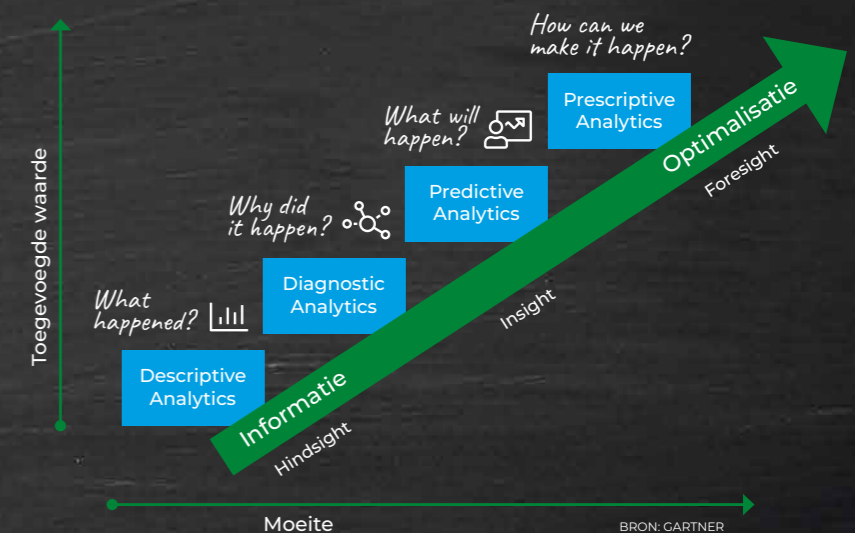 How can we
make it happen?
Prescriptive
Analytics
What will
happen?
Predictive
Analytics
Why did
it happen?
Diagnostic
Analytics
What
happened?
Descriptive
Analytics
Toegevoegde waarde
Informatie
Optimalisatie
Hindsight
Insight
Foresight
Moeite
BRON: GARTNER